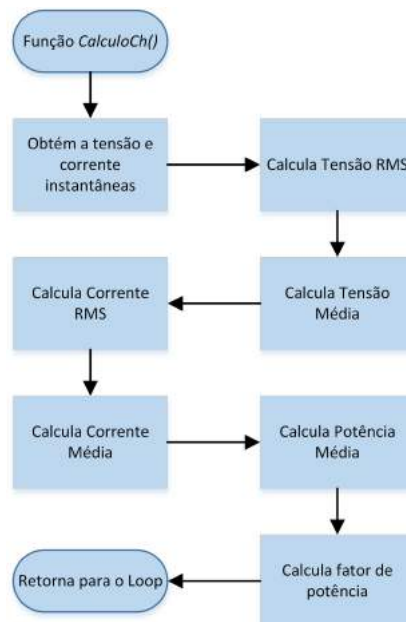 Função CalculoCh()
Obtém a tensão e
corrente
instantâneas
Calcula Tensão RMS
Calcula Tensão
Média
Calcula Corrente
RMS
Calcula Corrente
Média
Calcula Potência
Média
Calcula fator de
potência
Retorna para o Loop